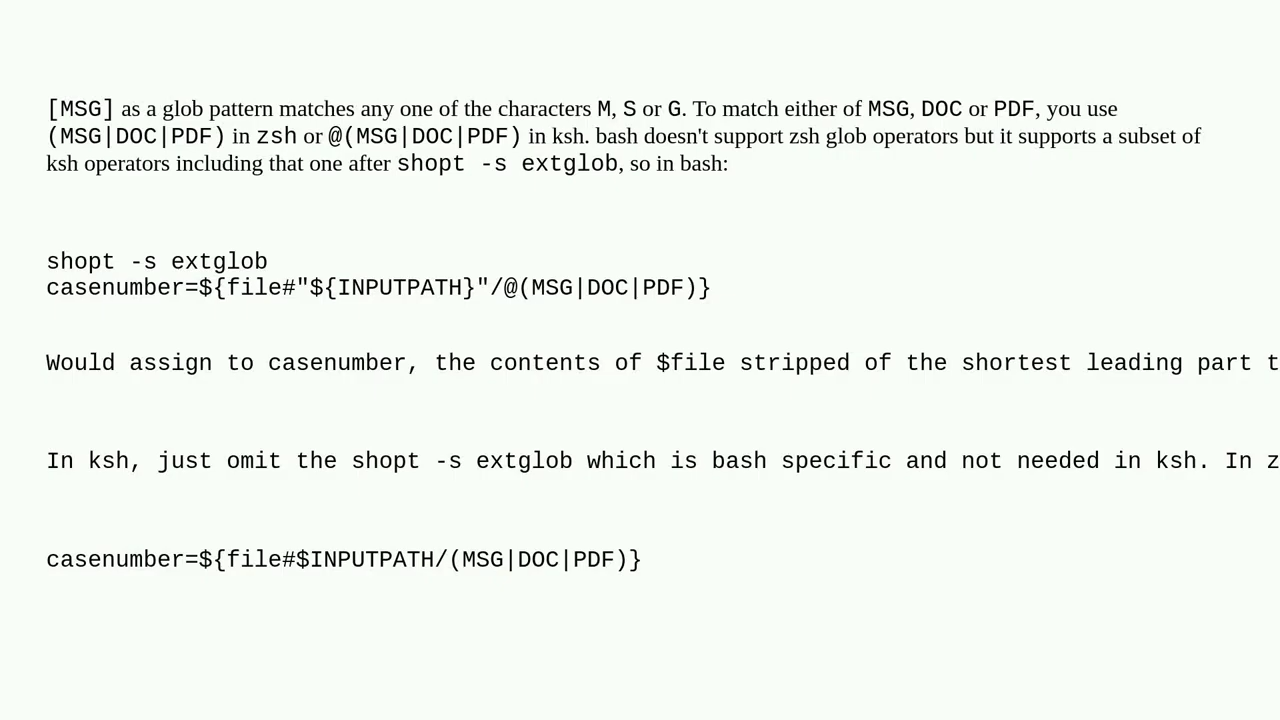 [MSG] as a glob pattern matches any one of the characters M, S or G. To match either of MSG, DOC or PDF, you use
(MSG|DOC|PDF) in zsh or @(MSG|DOC|PDF) in ksh. bash doesn't support zsh glob operators but it supports a subset of
ksh operators including that one after shopt -s extglob, so in bash:
shopt -s extglob
casenumber=${file#"${INPUTPATH}"/@(MSG|DOC|PDF)}
Would assign to casenumber, the contents of $file stripped of the shortest leading part t
In ksh, just omit the shopt -s extglob which is bash specific and not needed in ksh. In z
casenumber=${file#$INPUTPATH/(MSG|DOC|PDF)}